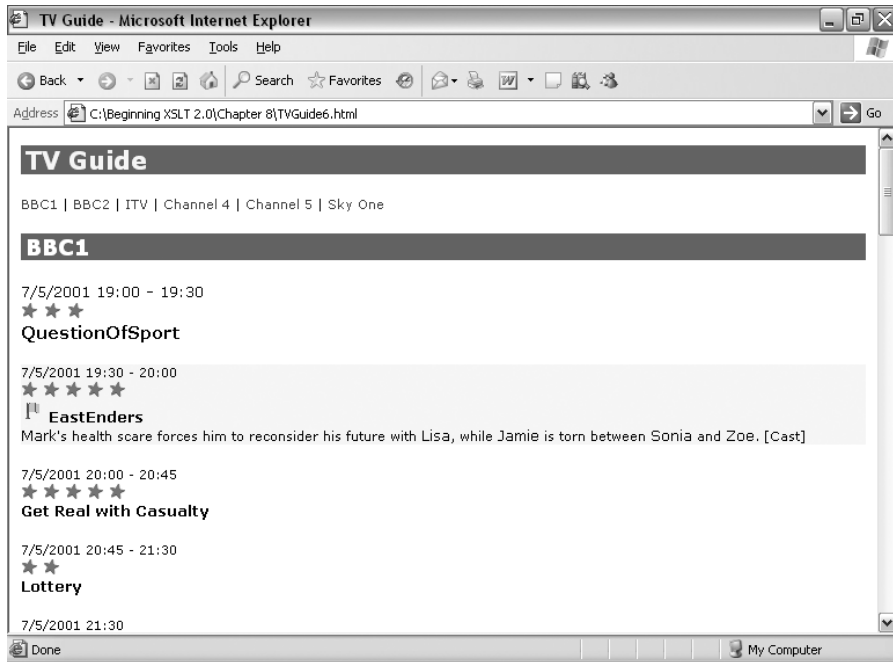 TV Guide - Microsoft Internet Explorer
File Edit View Favorites Tools Help
Back Search Favorites
Address C:\Beginning XSLT 2.0\Chapter 8\TVGuide6.html Go
TV Guide
BBC1 | BBC2 | ITV | Channel 4 | Channel 5 | Sky One
BBC1
7/5/2001 19:00 - 19:30
QuestionOfSport
7/5/2001 19:30 - 20:00
EastEnders
Mark's health scare forces him to reconsider his future with Lisa, while Jamie is torn between Sonia and Zoe. [Cast]
7/5/2001 20:00 - 20:45
Get Real with Casualty
7/5/2001 20:45 - 21:30
Lottery
7/5/2001 21:30
Done My Computer